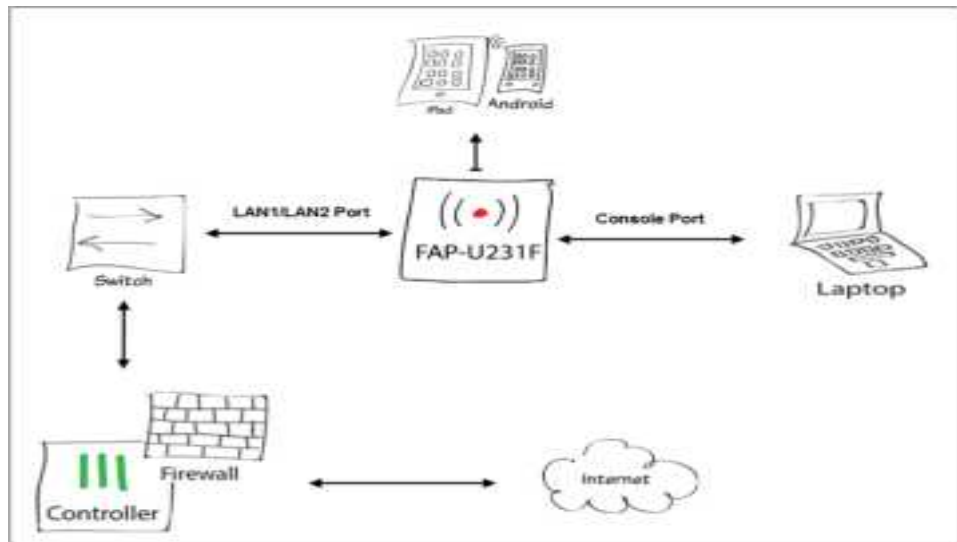 iPad
Android
LAN1/LAN2 Port
Console Port
FAP-U231F
Switch
Laptop
Firewall
Internet
Controller